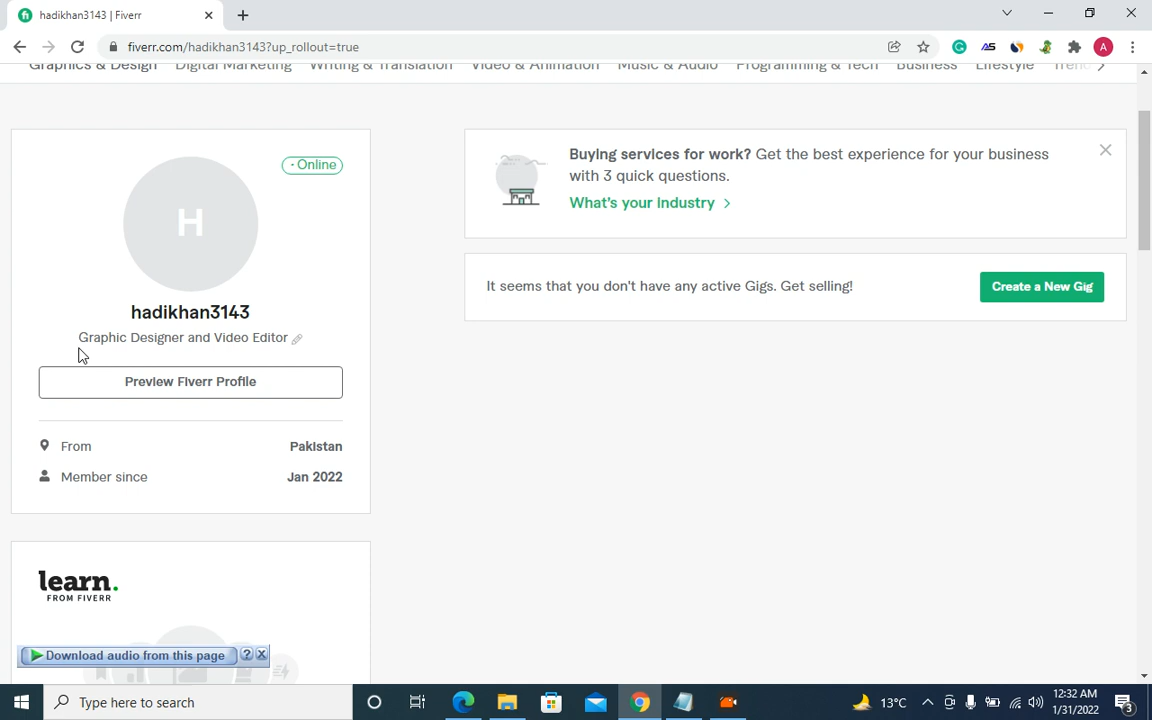 hadikhan3143 | Fiverr
fiverr.com/hadikhan3143?up_rollout=true
A
Graphics & Design Digital Marketing Writing & Translation Video & Animation Music & Audio Programming & Tech Business Lifestyle Trend
· Online
H
hadikhan3143
Graphic Designer and Video Editor
Preview Fiverr Profile
From Pakistan
Member since Jan 2022
Buying services for work? Get the best experience for your business
with 3 quick questions.
What's your Industry >
It seems that you don't have any active Gigs. Get selling!
Create a New Gig
learn.
FROM FIVERR
Download audio from this page ? X
Type here to search
13°C
12:32 AM
1/31/2022
3